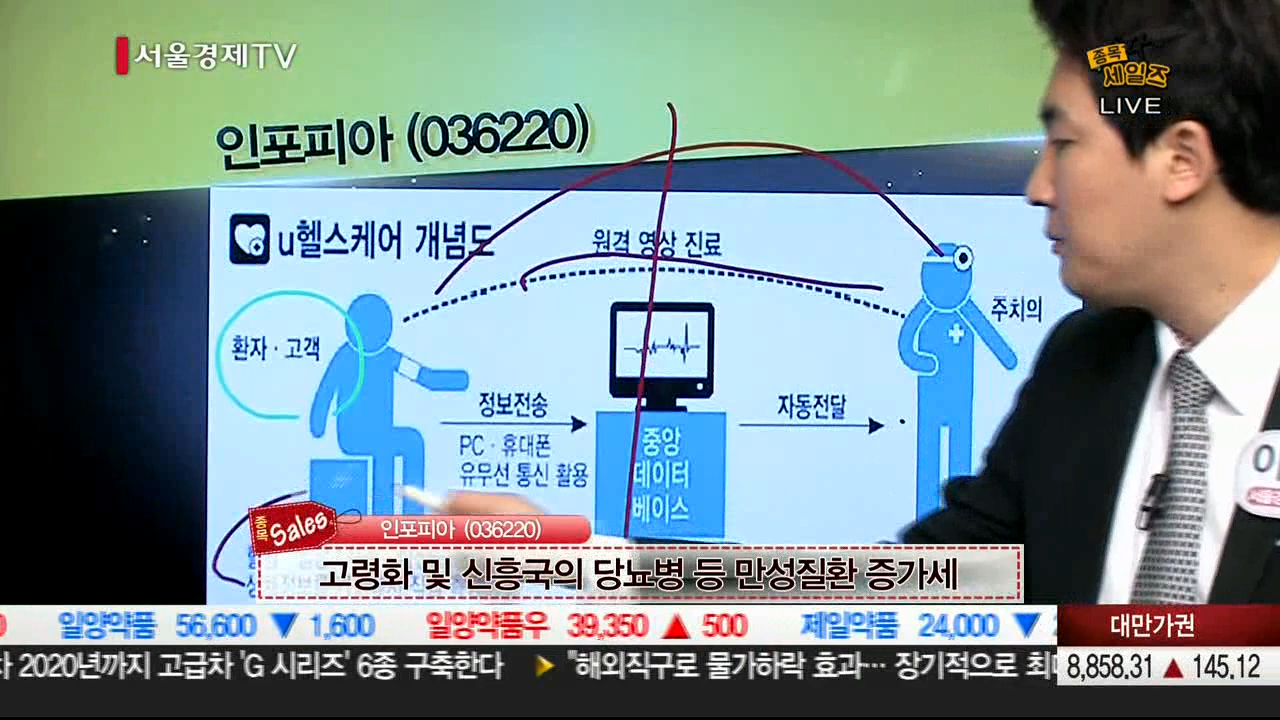 서울경제TV
종목
세일즈
LIVE
인포피아 (036220)
u헬스케어 개념도
원격 영상 진료
주치의
환자·고객
정보전송
PC·휴대폰
유무선 통신 활용
자동전달
중앙
데이터
베이스
종목
Sales
인포피아 (036220)
고령화 및 신흥국의 당뇨병 등 만성질환 증가세
일양약품 56,600 ▼ 1,600 일양약품우 39,350 ▲ 500 제일약품 24,000 ▼
대만가권
2020년까지 고급차 'G 시리즈' 6종 구축한다 ▶ "해외직구로 물가하락 효과… 장기적으로
8,858.31 ▲ 145.12